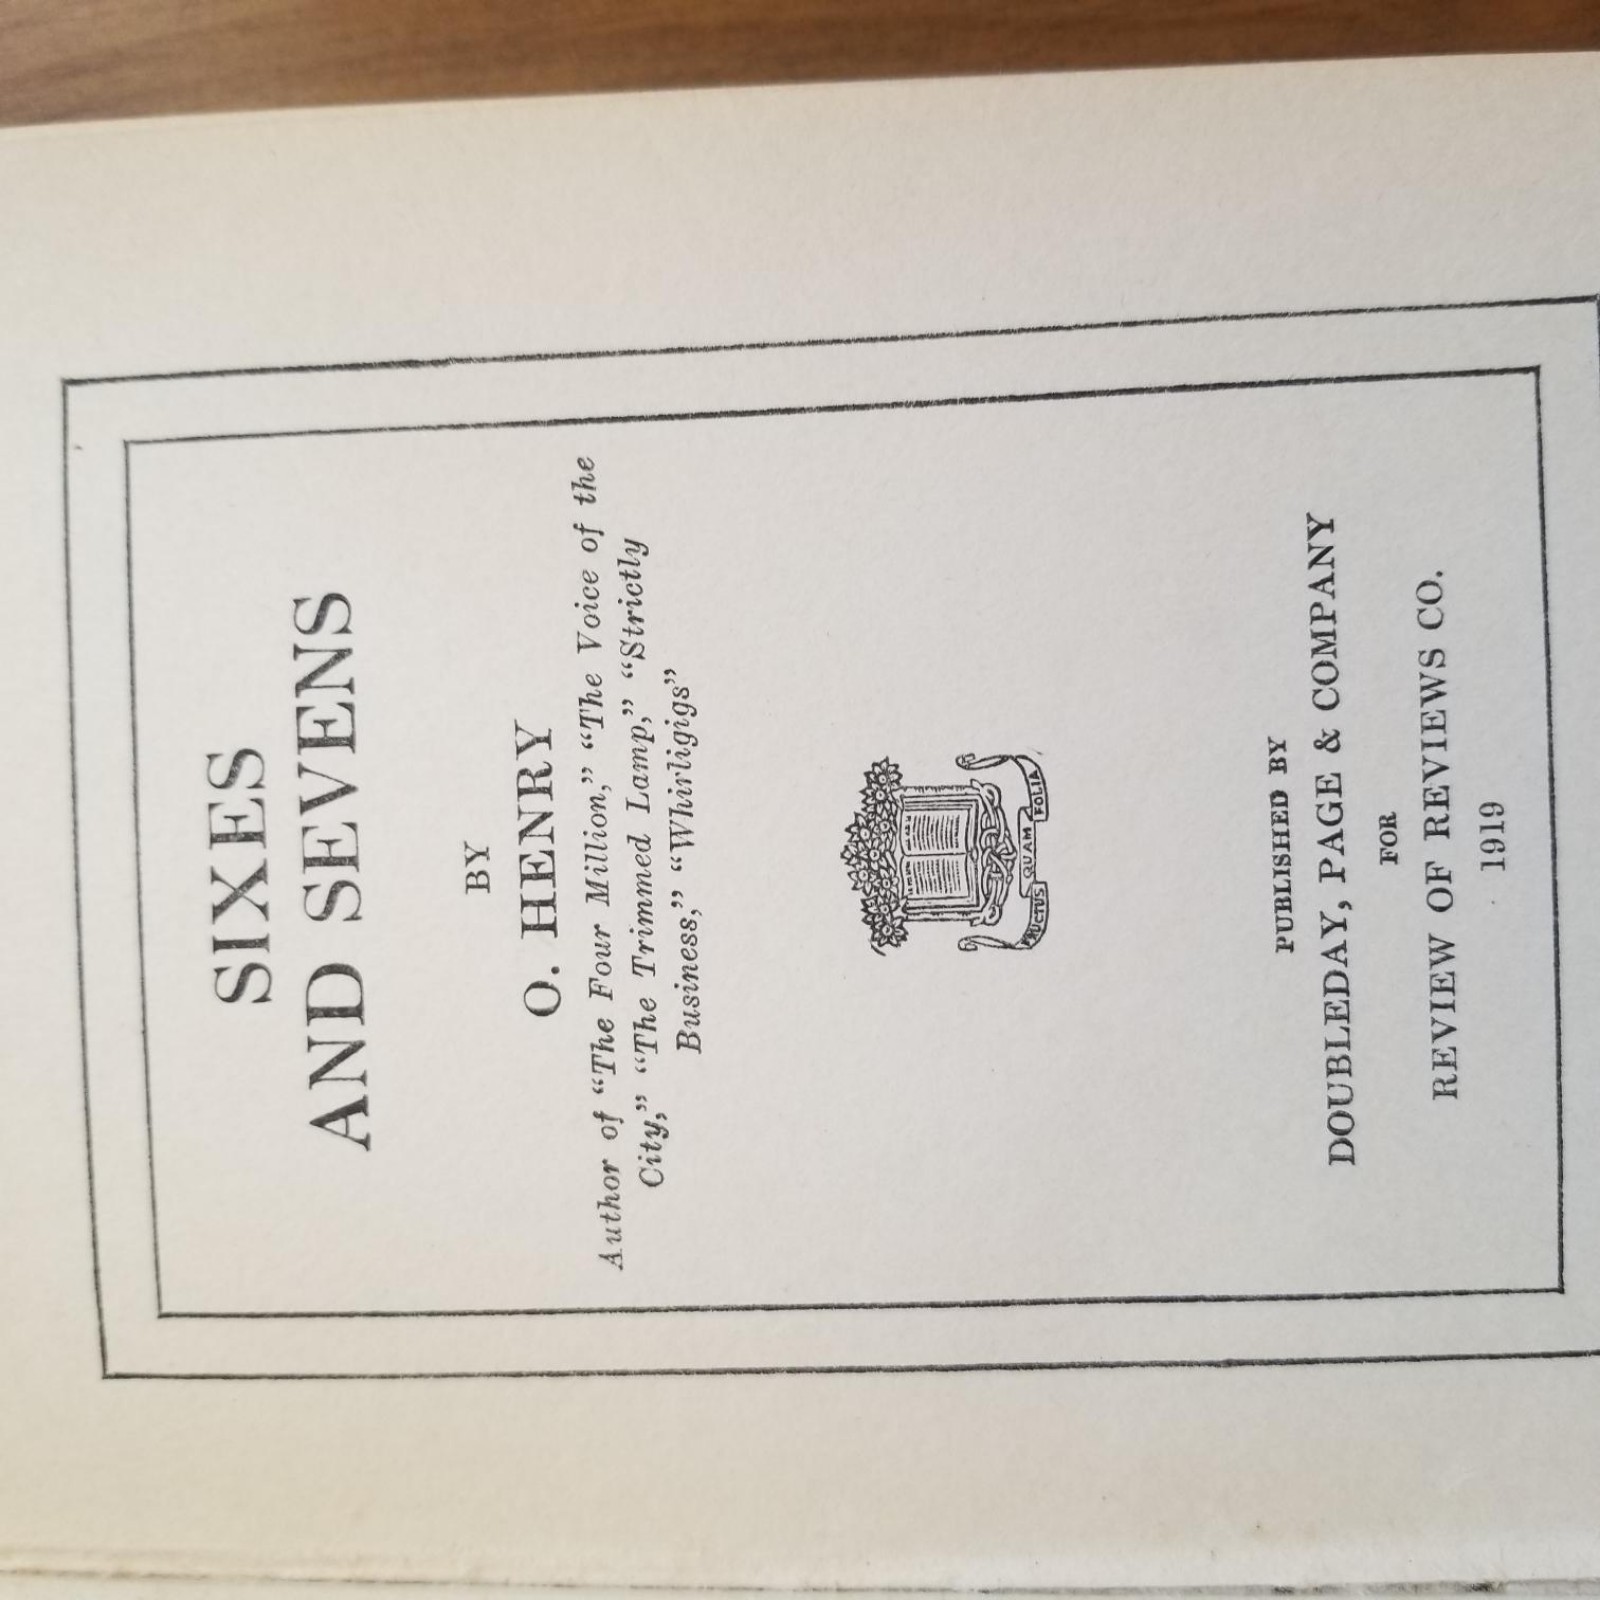 SIXES
AND SEVENS
BY
O. HENRY
Author of “The Four Million,” “The Voice of the
City,” “The Trimmed Lamp,” “Strictly
Business,” “Whirligigs”
FRUCTUS QUAM FOLIA
PUBLISHED BY
DOUBLEDAY, PAGE & COMPANY
FOR
REVIEW OF REVIEWS CO.
1919